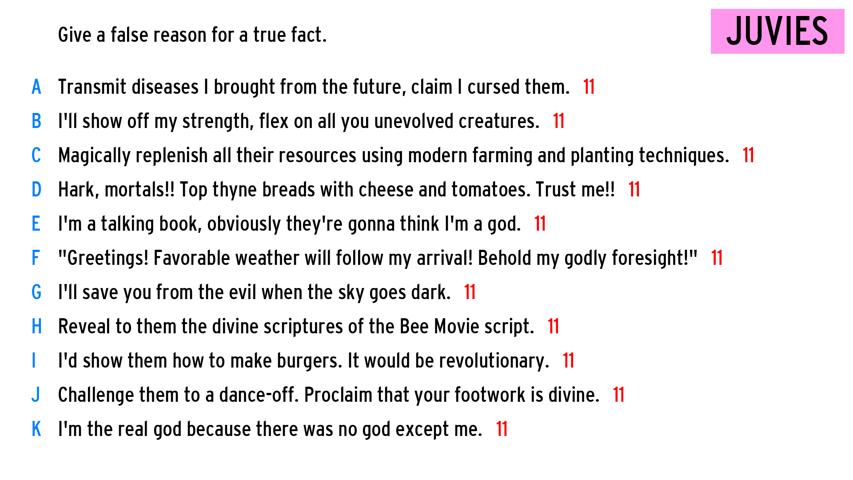 Give a false reason for a true fact.
JUVIES
A Transmit diseases I brought from the future, claim I cursed them. 11
B I'll show off my strength, flex on all you unevolved creatures. 11
C Magically replenish all their resources using modern farming and planting techniques. 11
D Hark, mortals!! Top thyne breads with cheese and tomatoes. Trust me!! 11
E I'm a talking book, obviously they're gonna think I'm a god. 11
F "Greetings! Favorable weather will follow my arrival! Behold my godly foresight!" 11
G I'll save you from the evil when the sky goes dark. 11
H Reveal to them the divine scriptures of the Bee Movie script. 11
I I'd show them how to make burgers. It would be revolutionary. 11
J Challenge them to a dance-off. Proclaim that your footwork is divine. 11
K I'm the real god because there was no god except me. 11